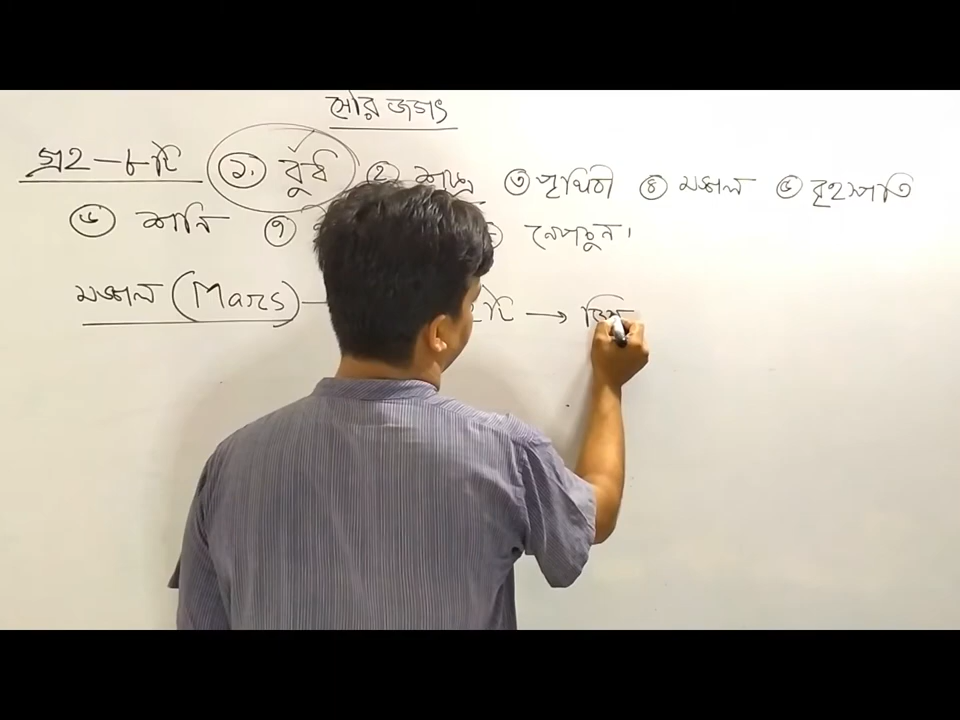 সৌর জগৎ
গ্রহ - ৮টি ১. বুধ ২ শুক্র ৩ পৃথিবী ৪ মঙ্গল ৫ বৃহস্পতি
৬ শনি ৭ নেপচুন।
মঙ্গল (Mars) — টি →